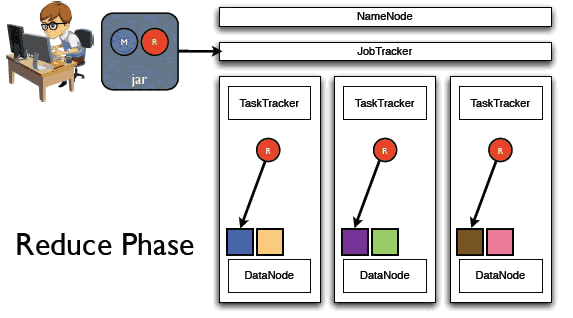 NameNode
M R
jar
JobTracker
TaskTracker TaskTracker TaskTracker
R R R
Reduce Phase
DataNode DataNode DataNode